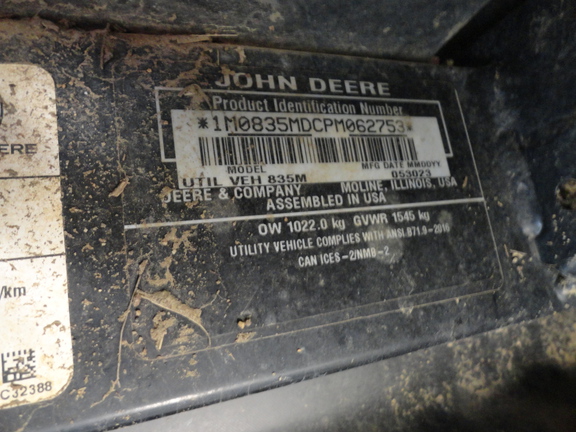 JOHN DEERE
Product Identification Number
*1M0835MDCPM062753*
MODEL MFG DATE MMDDYY
UTIL VEH 835M 053023
DEERE & COMPANY MOLINE, ILLINOIS, USA
ASSEMBLED IN USA
OW 1022.0 kg GVWR 1545 kg
UTILITY VEHICLE COMPLIES WITH ANSI.B71.9-2016
CAN ICES-2/NMB-2
EERE
/km
C32388